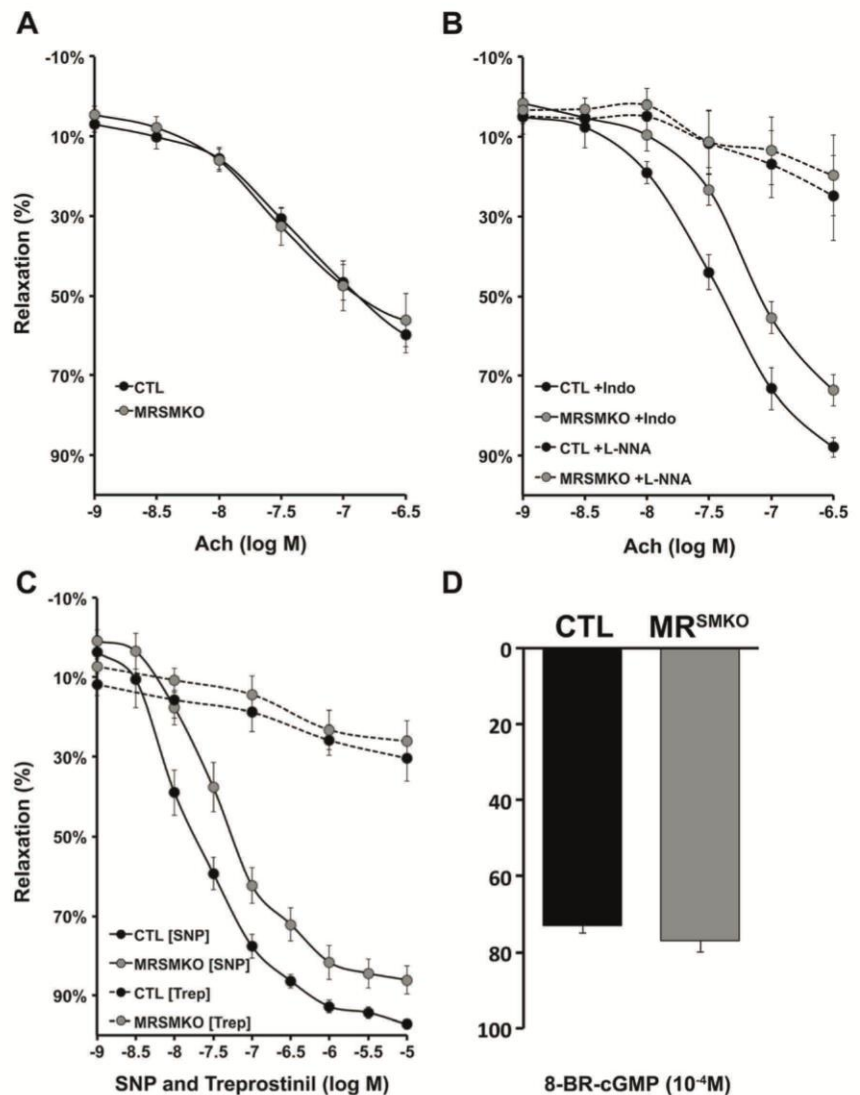 A
-10%
10%
30%
50%
70%
90%
Relaxation (%)
CTL
MRSMKO
-9 -8.5 -8 -7.5 -7 -6.5
Ach (log M)
B
-10%
10%
30%
50%
70%
90%
CTL +Indo
MRSMKO +Indo
CTL +L-NNA
MRSMKO +L-NNA
-9 -8.5 -8 -7.5 -7 -6.5
Ach (log M)
C
-10%
10%
30%
50%
70%
90%
Relaxation (%)
CTL [SNP]
MRSMKO [SNP]
CTL [Trep]
MRSMKO [Trep]
-9 -8.5 -8 -7.5 -7 -6.5 -6 -5.5 -5
SNP and Treprostinil (log M)
D
CTL MR^SMKO
0
20
40
60
80
100
8-BR-cGMP (10^-4M)